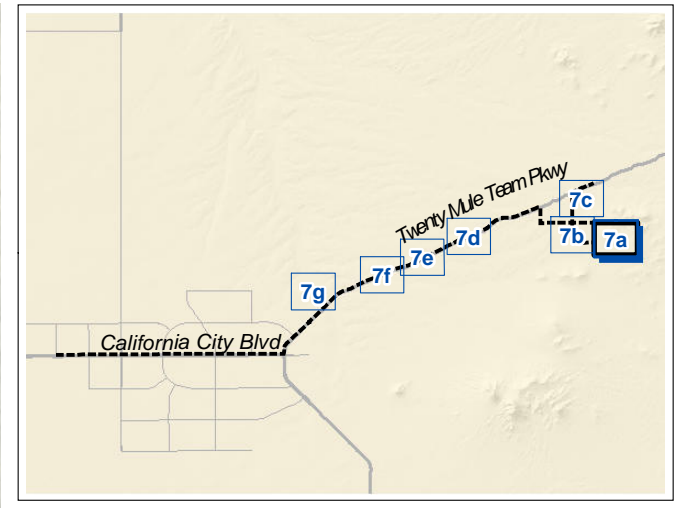 Twenty Mule Team Pkwy
7c
7b
7a
7d
7e
7f
7g
California City Blvd